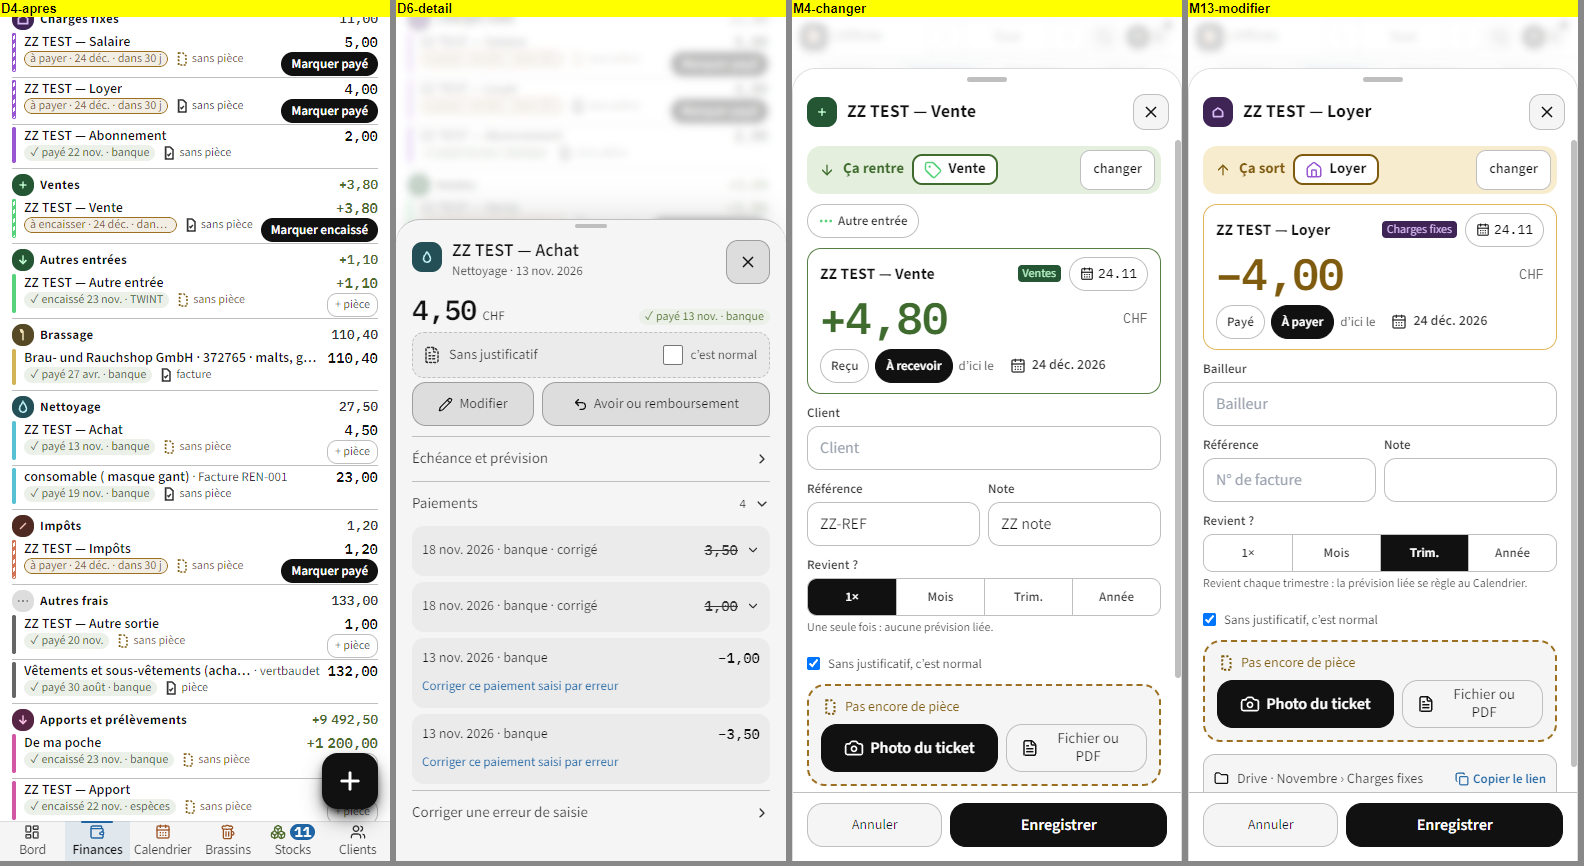 D4-apres
Charges fixes 11,00
ZZ TEST — Salaire 5,00
à payer · 24 déc. · dans 30 j sans pièce Marquer payé
ZZ TEST — Loyer 4,00
à payer · 24 déc. · dans 30 j sans pièce Marquer payé
ZZ TEST — Abonnement 2,00
✓ payé 22 nov. · banque sans pièce
Ventes +3,80
ZZ TEST — Vente +3,80
à encaisser · 24 déc. · dan… sans pièce Marquer encaissé
Autres entrées +1,10
ZZ TEST — Autre entrée +1,10
✓ encaissé 23 nov. · TWINT sans pièce + pièce
Brassage 110,40
Brau- und Rauchshop GmbH · 372765 · malts, g… 110,40
✓ payé 27 avr. · banque facture
Nettoyage 27,50
ZZ TEST — Achat 4,50
✓ payé 13 nov. · banque sans pièce + pièce
consomable ( masque gant) · Facture REN-001 23,00
✓ payé 19 nov. · banque sans pièce
Impôts 1,20
ZZ TEST — Impôts 1,20
à payer · 24 déc. · dans 30 j sans pièce Marquer payé
Autres frais 133,00
ZZ TEST — Autre sortie 1,00
✓ payé 20 nov. sans pièce + pièce
Vêtements et sous-vêtements (acha… · vertbaudet 132,00
✓ payé 30 août · banque pièce
Apports et prélèvements +9 492,50
De ma poche +1 200,00
✓ encaissé 23 nov. · banque sans pièce
ZZ TEST — Apport
✓ encaissé 22 nov. · espèces sans pièce
Bord Finances Calendrier Brassins Stocks 11 Clients
D6-detail
ZZ TEST — Achat
Nettoyage · 13 nov. 2026
4,50 CHF ✓ payé 13 nov. · banque
Sans justificatif c'est normal
Modifier Avoir ou remboursement
Échéance et prévision
Paiements 4
18 nov. 2026 · banque · corrigé 3,50
18 nov. 2026 · banque · corrigé 1,00
13 nov. 2026 · banque −1,00
Corriger ce paiement saisi par erreur
13 nov. 2026 · banque −3,50
Corriger ce paiement saisi par erreur
Corriger une erreur de saisie
M4-changer
ZZ TEST — Vente
Ça rentre Vente changer
Autre entrée
ZZ TEST — Vente Ventes 24.11
+4,80 CHF
Reçu À recevoir d'ici le 24 déc. 2026
Client
Client
Référence Note
ZZ-REF ZZ note
Revient ?
1× Mois Trim. Année
Une seule fois : aucune prévision liée.
Sans justificatif, c'est normal
Pas encore de pièce
Photo du ticket Fichier ou PDF
Annuler Enregistrer
M13-modifier
ZZ TEST — Loyer
Ça sort Loyer changer
ZZ TEST — Loyer Charges fixes 24.11
−4,00 CHF
Payé À payer d'ici le 24 déc. 2026
Bailleur
Bailleur
Référence Note
N° de facture
Revient ?
1× Mois Trim. Année
Revient chaque trimestre : la prévision liée se règle au Calendrier.
Sans justificatif, c'est normal
Pas encore de pièce
Photo du ticket Fichier ou PDF
Drive · Novembre › Charges fixes Copier le lien
Annuler Enregistrer